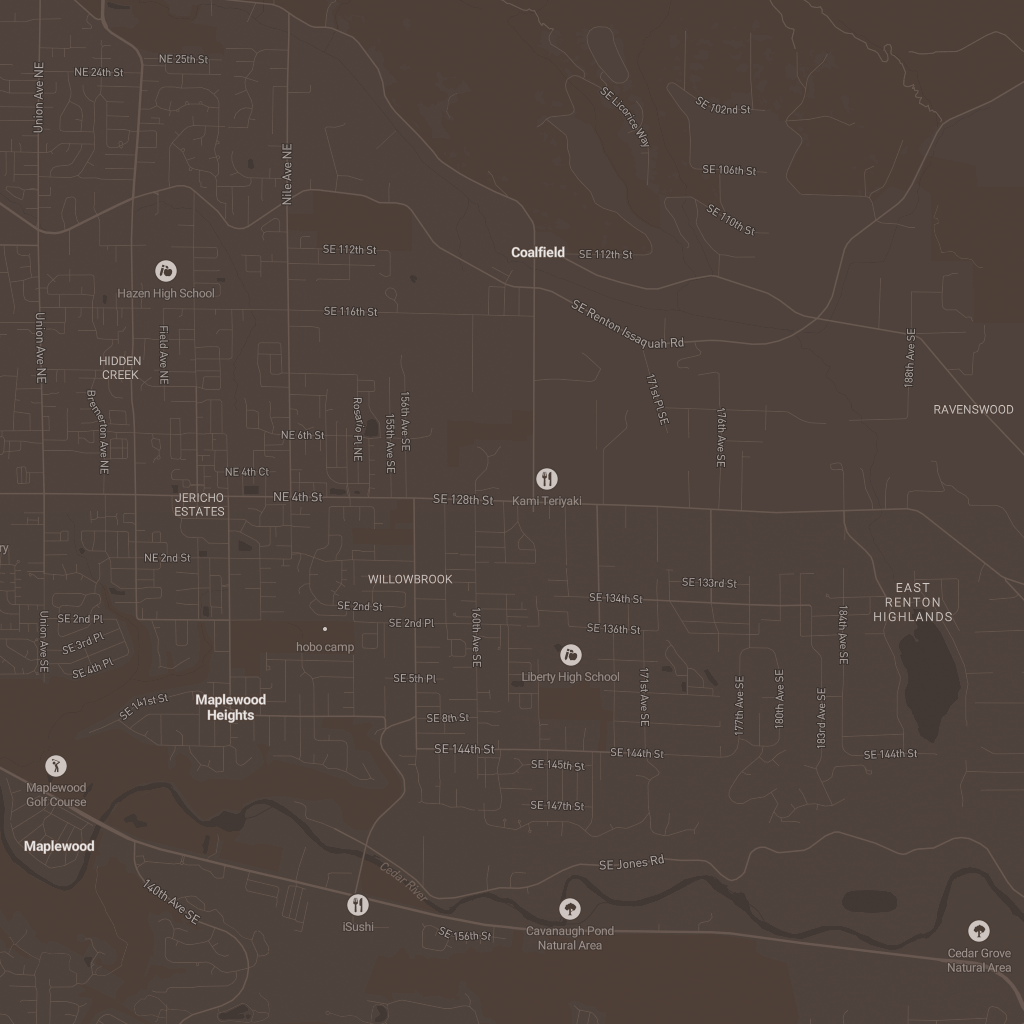 NE 25th St
NE 24th St
Union Ave NE
SE Licorice Way
SE 102nd St
Nile Ave NE
SE 106th St
SE 110th St
SE 112th St
Coalfield
SE 112th St
Hazen High School
SE 116th St
SE Renton Issaquah Rd
Union Ave NE
Field Ave NE
188th Ave SE
HIDDEN
CREEK
171st Pl SE
RAVENSWOOD
Bremerton Ave NE
Rosario Pl NE
155th Ave SE
156th Ave SE
176th Ave SE
NE 6th St
NE 4th Ct
JERICHO
ESTATES
NE 4th St
SE 128th St
Kami Teriyaki
ry
NE 2nd St
WILLOWBROOK
SE 133rd St
EAST
RENTON
HIGHLANDS
SE 134th St
SE 2nd St
SE 2nd Pl
SE 2nd Pl
SE 136th St
160th Ave SE
184th Ave SE
Union Ave SE
SE 3rd Pl
SE 4th Pl
hobo camp
Liberty High School
SE 5th Pl
171st Ave SE
177th Ave SE
180th Ave SE
183rd Ave SE
SE 141st St
Maplewood
Heights
SE 8th St
SE 144th St
SE 144th St
SE 144th St
SE 145th St
Maplewood
Golf Course
SE 147th St
Maplewood
SE Jones Rd
Cedar River
140th Ave SE
iSushi
SE 156th St
Cavanaugh Pond
Natural Area
Cedar Grove
Natural Area